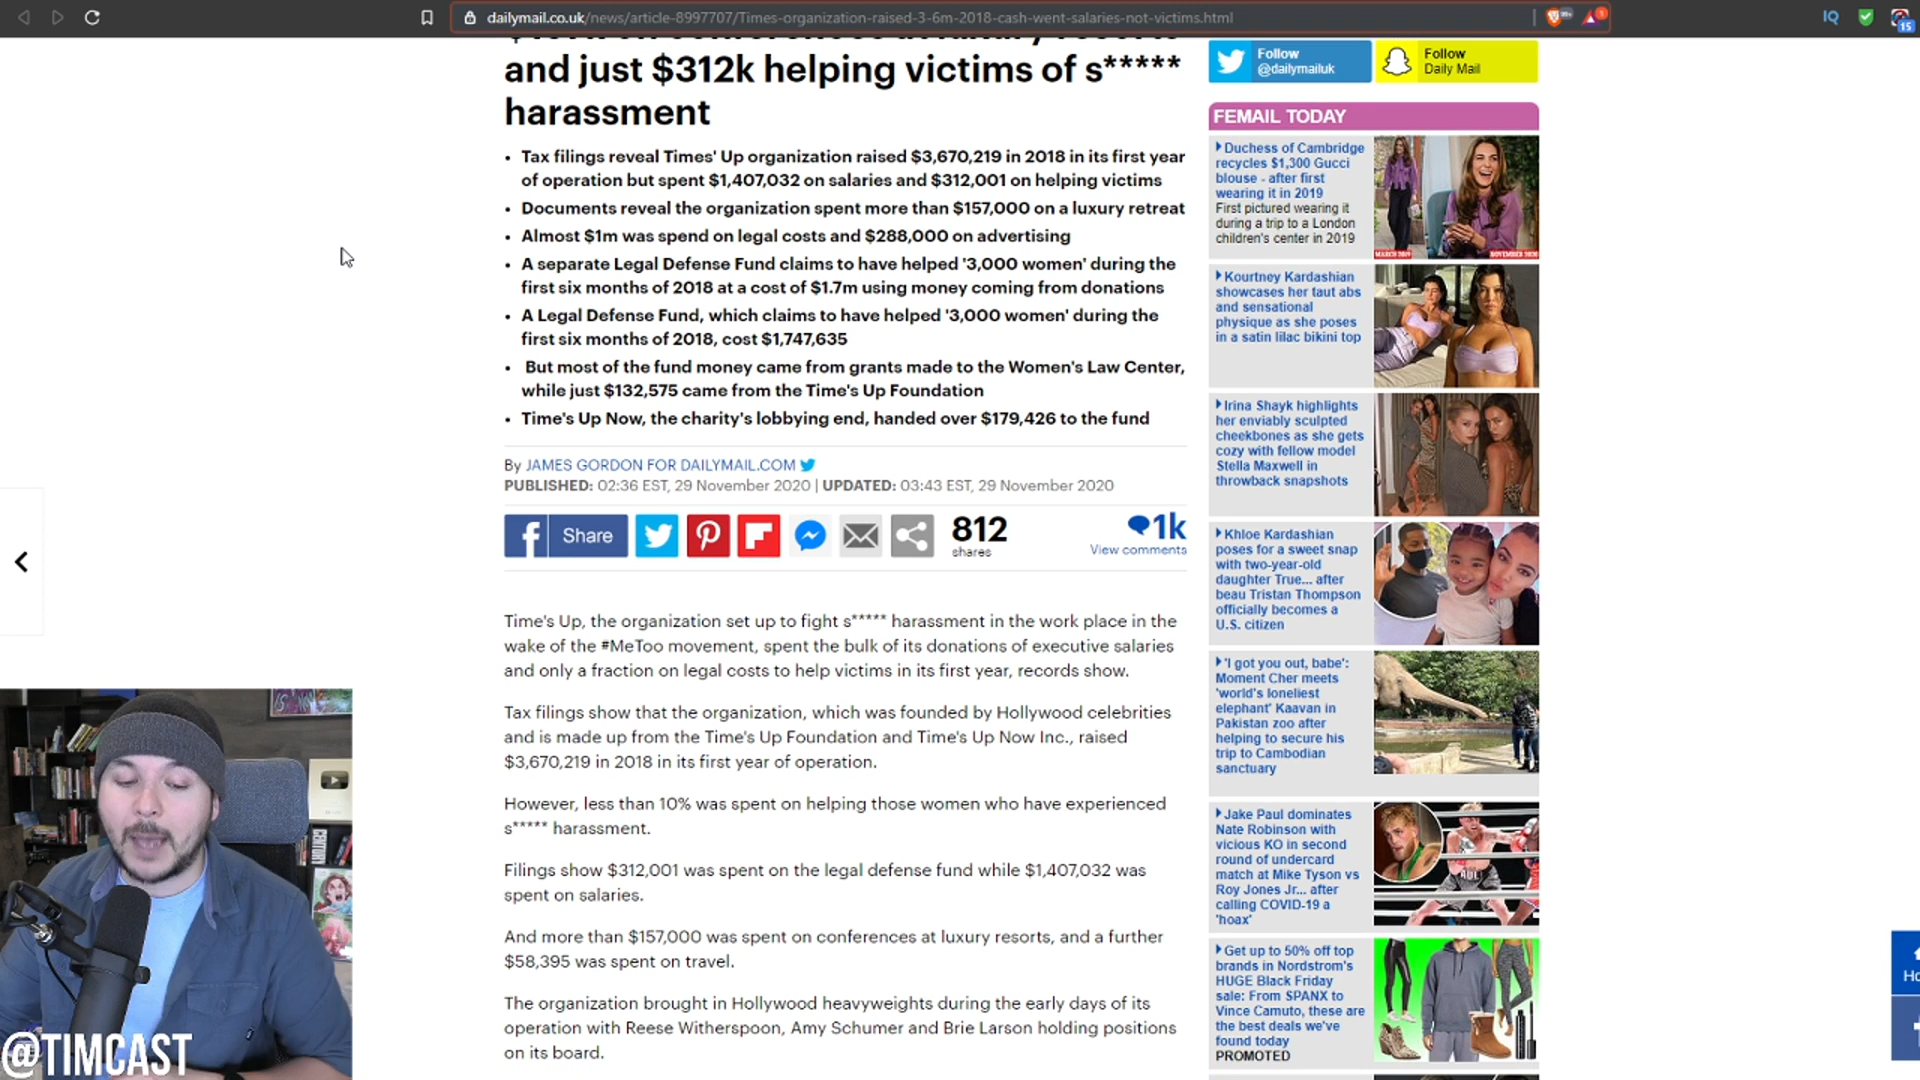 dailymail.co.uk/news/article-8997707/Times-organization-raised-3-6m-2018-cash-went-salaries-not-victims.html
IQ
15
and just $312k helping victims of s*****
harassment
• Tax filings reveal Times' Up organization raised $3,670,219 in 2018 in its first year
of operation but spent $1,407,032 on salaries and $312,001 on helping victims
• Documents reveal the organization spent more than $157,000 on a luxury retreat
• Almost $1m was spend on legal costs and $288,000 on advertising
• A separate Legal Defense Fund claims to have helped '3,000 women' during the
first six months of 2018 at a cost of $1.7m using money coming from donations
• A Legal Defense Fund, which claims to have helped '3,000 women' during the
first six months of 2018, cost $1,747,635
• But most of the fund money came from grants made to the Women's Law Center,
while just $132,575 came from the Time's Up Foundation
• Time's Up Now, the charity's lobbying end, handed over $179,426 to the fund
By JAMES GORDON FOR DAILYMAIL.COM
PUBLISHED: 02:36 EST, 29 November 2020 | UPDATED: 03:43 EST, 29 November 2020
Share
812
shares
1k
View comments
Time's Up, the organization set up to fight s***** harassment in the work place in the
wake of the #MeToo movement, spent the bulk of its donations of executive salaries
and only a fraction on legal costs to help victims in its first year, records show.
Tax filings show that the organization, which was founded by Hollywood celebrities
and is made up from the Time's Up Foundation and Time's Up Now Inc., raised
$3,670,219 in 2018 in its first year of operation.
However, less than 10% was spent on helping those women who have experienced
s***** harassment.
Filings show $312,001 was spent on the legal defense fund while $1,407,032 was
spent on salaries.
And more than $157,000 was spent on conferences at luxury resorts, and a further
$58,395 was spent on travel.
The organization brought in Hollywood heavyweights during the early days of its
operation with Reese Witherspoon, Amy Schumer and Brie Larson holding positions
on its board.
Follow
@dailymailuk
Follow
Daily Mail
FEMAIL TODAY
Duchess of Cambridge
recycles $1,300 Gucci
blouse - after first
wearing it in 2019
First pictured wearing it
during a trip to a London
children's center in 2019
MARCH 2019
NOVEMBER 2020
Kourtney Kardashian
showcases her taut abs
and sensational
physique as she poses
in a satin lilac bikini top
Irina Shayk highlights
her enviably sculpted
cheekbones as she gets
cozy with fellow model
Stella Maxwell in
throwback snapshots
Khloe Kardashian
poses for a sweet snap
with two-year-old
daughter True... after
beau Tristan Thompson
officially becomes a
U.S. citizen
'I got you out, babe':
Moment Cher meets
'world's loneliest
elephant' Kaavan in
Pakistan zoo after
helping to secure his
trip to Cambodian
sanctuary
Jake Paul dominates
Nate Robinson with
vicious KO in second
round of undercard
match at Mike Tyson vs
Roy Jones Jr... after
calling COVID-19 a
'hoax'
Get up to 50% off top
brands in Nordstrom's
HUGE Black Friday
sale: From SPANX to
Vince Camuto, these are
the best deals we've
found today
PROMOTED
@TIMCAST